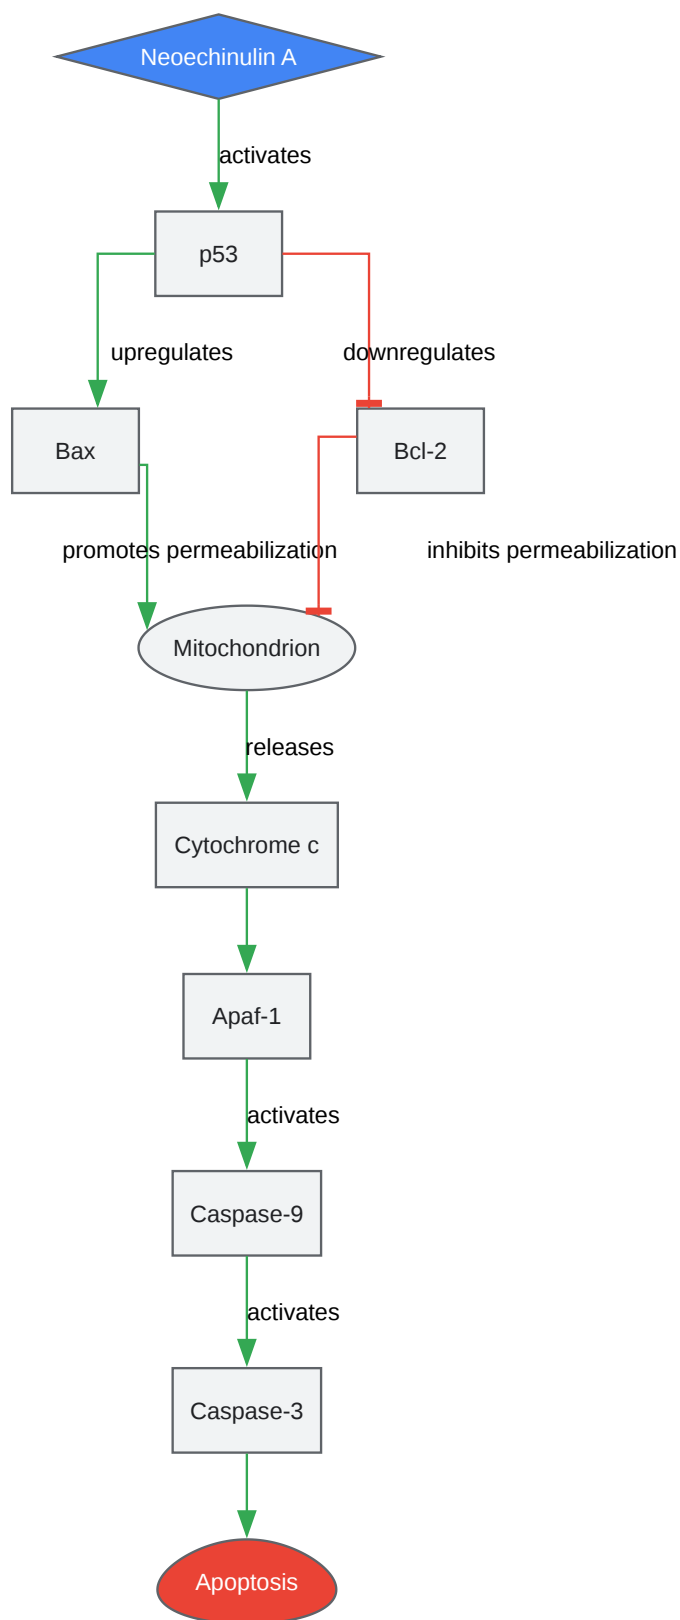 Neoechinulin A
activates
p53
upregulates
downregulates
Bax
Bcl-2
promotes permeabilization
inhibits permeabilization
Mitochondrion
releases
Cytochrome c
Apaf-1
activates
Caspase-9
activates
Caspase-3
Apoptosis